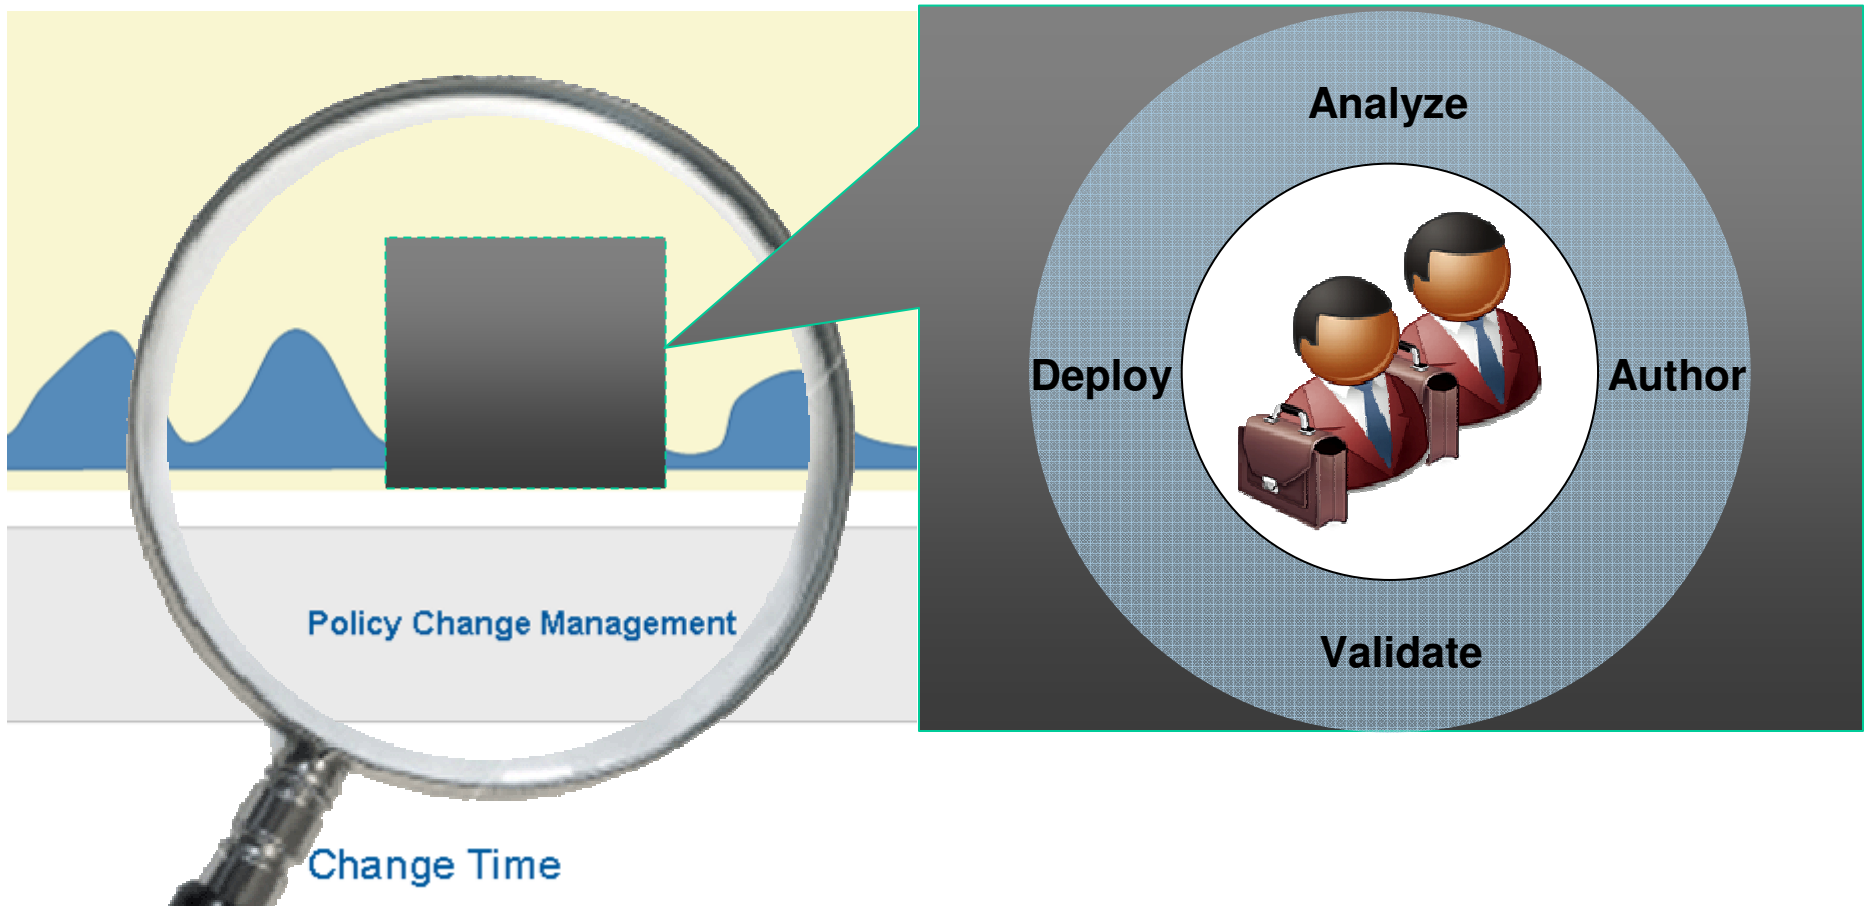 Analyze
Deploy
Author
Validate
Policy Change Management
Change Time